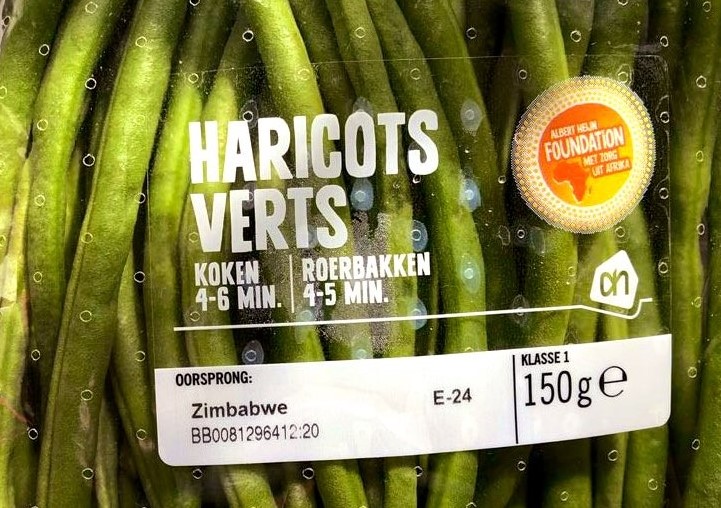 HARICOTS
VERTS
KOKEN
4-6 MIN.
ROERBAKKEN
4-5 MIN.
ALBERT HEIJN
FOUNDATION
MET ZORG
UIT AFRIKA
ah
OORSPRONG:
Zimbabwe
BB0081296412:20
E-24
KLASSE 1
150g℮